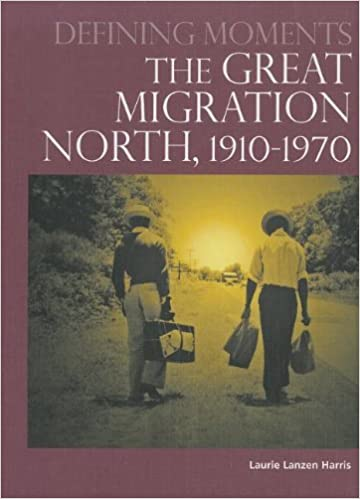 DEFINING MOMENTS
THE GREAT
MIGRATION
NORTH, 1910-1970
Laurie Lanzen Harris